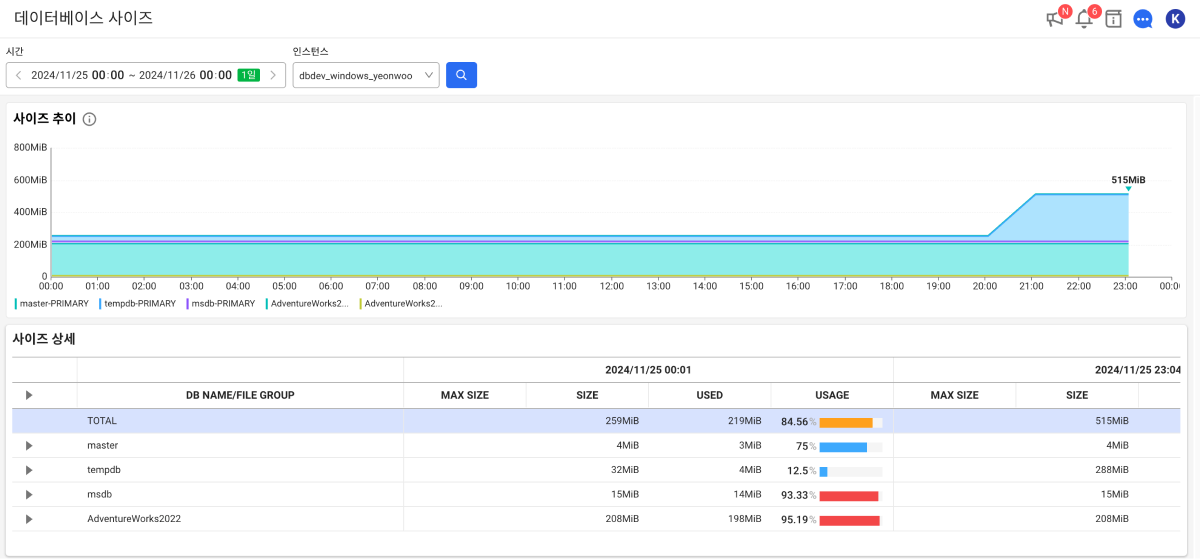 데이터베이스 사이즈
N
6
K
시간
인스턴스
2024/11/25 00:00 ~ 2024/11/26 00:00 1일
dbdev_windows_yeonwoo
사이즈 추이
800MiB
600MiB
400MiB
200MiB
0
515MiB
00:00 01:00 02:00 03:00 04:00 05:00 06:00 07:00 08:00 09:00 10:00 11:00 12:00 13:00 14:00 15:00 16:00 17:00 18:00 19:00 20:00 21:00 22:00 23:00 00:0
master-PRIMARY tempdb-PRIMARY msdb-PRIMARY AdventureWorks2... AdventureWorks2...
사이즈 상세
2024/11/25 00:01 2024/11/25 23:04
DB NAME/FILE GROUP MAX SIZE SIZE USED USAGE MAX SIZE SIZE
TOTAL 259MiB 219MiB 84.56% 515MiB
master 4MiB 3MiB 75% 4MiB
tempdb 32MiB 4MiB 12.5% 288MiB
msdb 15MiB 14MiB 93.33% 15MiB
AdventureWorks2022 208MiB 198MiB 95.19% 208MiB